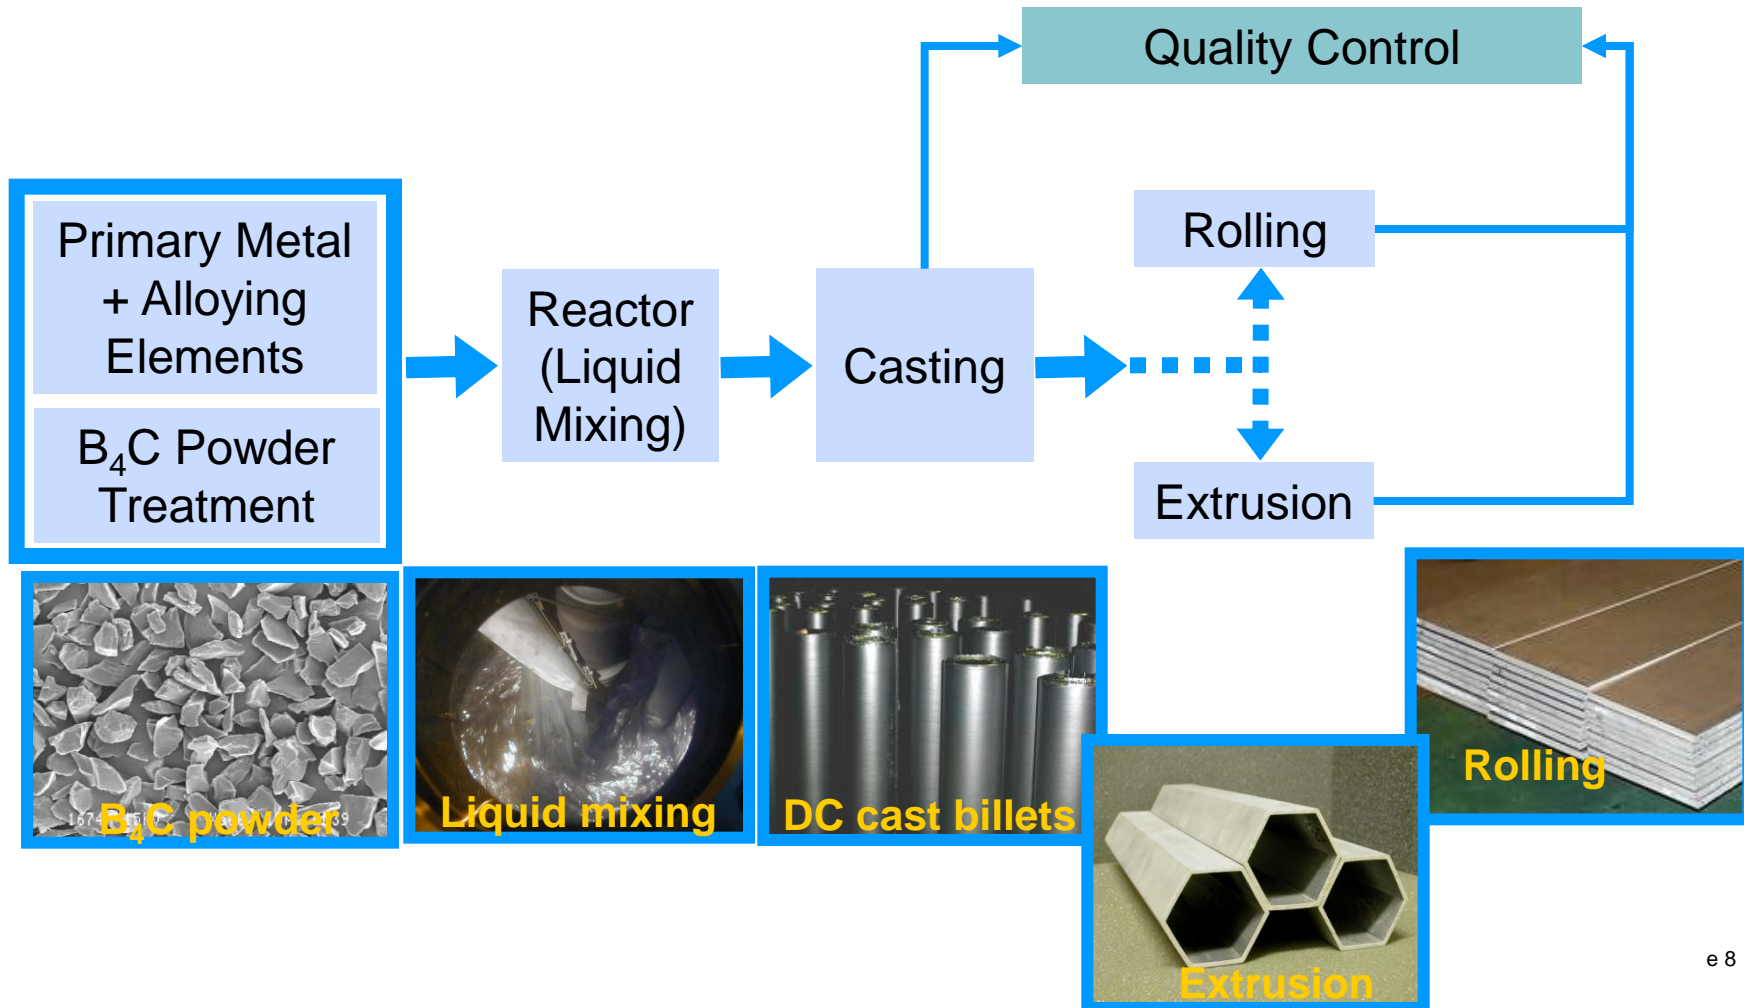 Quality Control
Primary Metal
+ Alloying
Elements
B₄C Powder
Treatment
Reactor
(Liquid
Mixing)
Casting
Rolling
Extrusion
B₄C powder
Liquid mixing
DC cast billets
Extrusion
Rolling
e 8